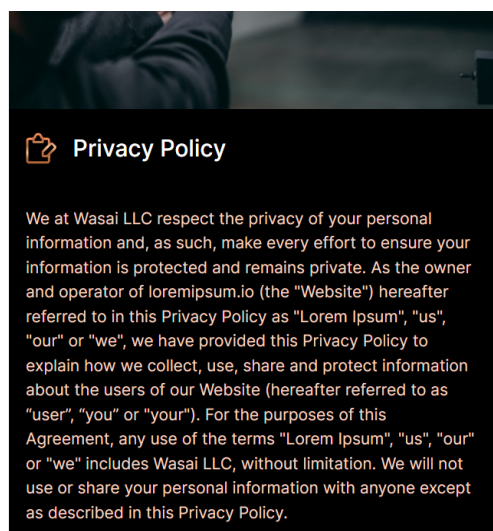 Privacy Policy
We at Wasai LLC respect the privacy of your personal
information and, as such, make every effort to ensure your
information is protected and remains private. As the owner
and operator of loremipsum.io (the "Website") hereafter
referred to in this Privacy Policy as "Lorem Ipsum", "us",
"our" or "we", we have provided this Privacy Policy to
explain how we collect, use, share and protect information
about the users of our Website (hereafter referred to as
“user”, “you” or "your"). For the purposes of this
Agreement, any use of the terms "Lorem Ipsum", "us", "our"
or "we" includes Wasai LLC, without limitation. We will not
use or share your personal information with anyone except
as described in this Privacy Policy.